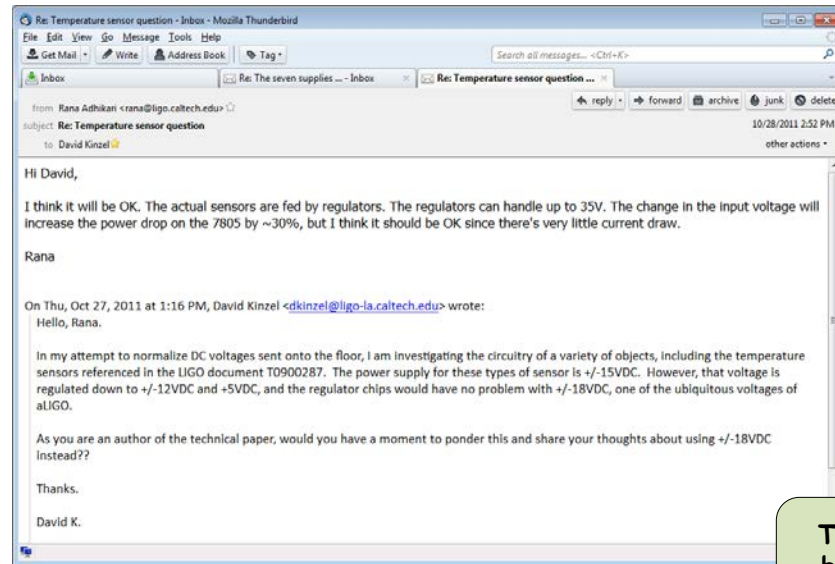 Re: Temperature sensor question - Inbox - Mozilla Thunderbird
File Edit View Go Message Tools Help
Get Mail Write Address Book Tag Search all messages... <Ctrl+K>
Inbox Re: The seven supplies ... - Inbox Re: Temperature sensor question ...
from Rana Adhikari <rana@ligo.caltech.edu> reply forward archive junk delete
subject Re: Temperature sensor question 10/28/2011 2:52 PM
to David Kinzel other actions
Hi David,
I think it will be OK. The actual sensors are fed by regulators. The regulators can handle up to 35V. The change in the input voltage will
increase the power drop on the 7805 by ~30%, but I think it should be OK since there's very little current draw.
Rana
On Thu, Oct 27, 2011 at 1:16 PM, David Kinzel <dkinzel@ligo-la.caltech.edu> wrote:
Hello, Rana.
In my attempt to normalize DC voltages sent onto the floor, I am investigating the circuitry of a variety of objects, including the temperature
sensors referenced in the LIGO document T0900287. The power supply for these types of sensor is +/-15VDC. However, that voltage is
regulated down to +/-12VDC and +5VDC, and the regulator chips would have no problem with +/-18VDC, one of the ubiquitous voltages of
aLIGO.
As you are an author of the technical paper, would you have a moment to ponder this and share your thoughts about using +/-18VDC
instead??
Thanks.
David K.